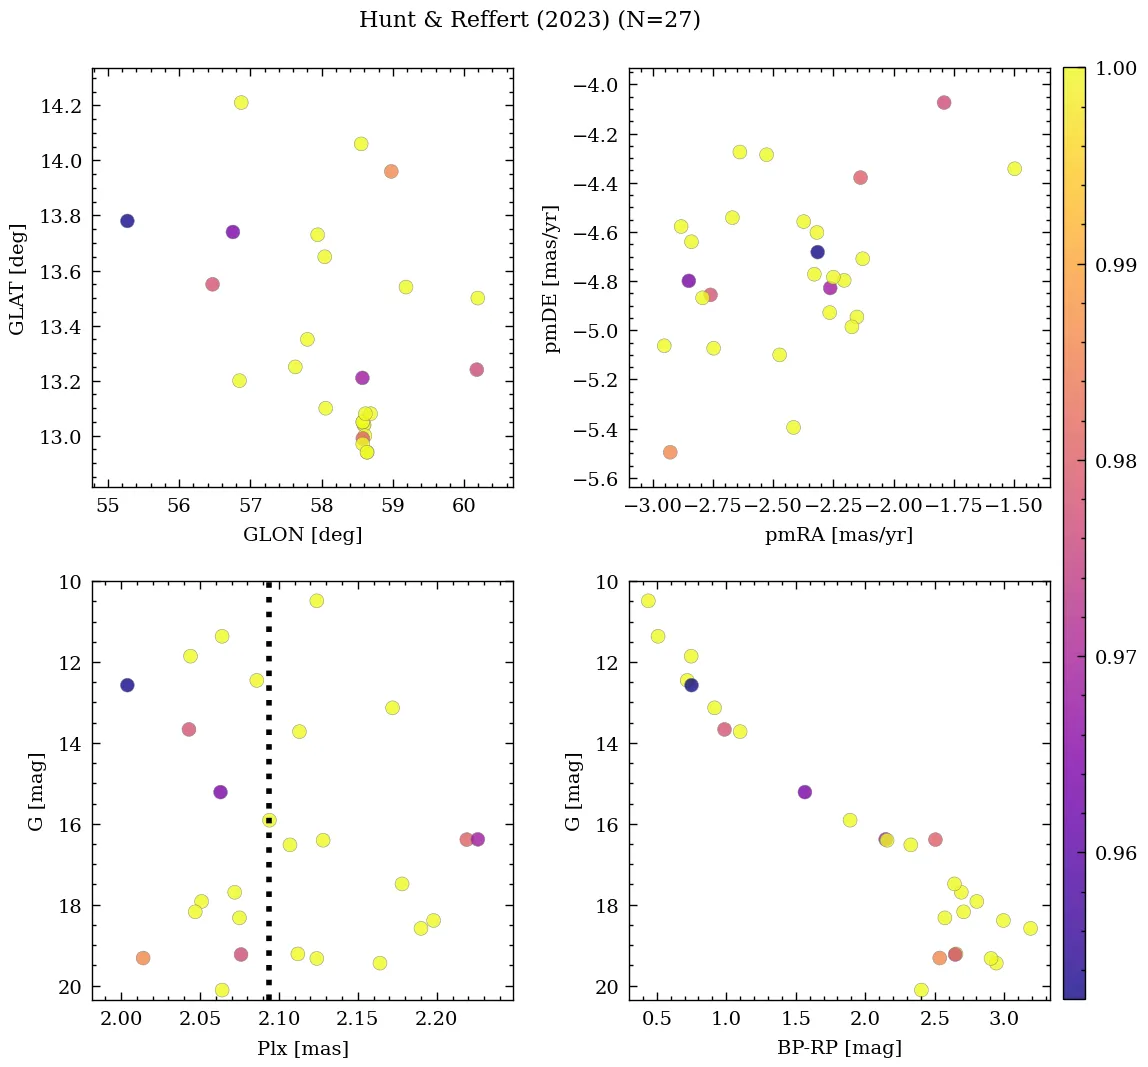 Hunt & Reffert (2023) (N=27)
14.2
14.0
13.8
13.6
13.4
13.2
13.0
GLAT [deg]
55 56 57 58 59 60
GLON [deg]
−4.0
−4.2
−4.4
−4.6
−4.8
−5.0
−5.2
−5.4
−5.6
pmDE [mas/yr]
−3.00 −2.75 −2.50 −2.25 −2.00 −1.75 −1.50
pmRA [mas/yr]
10
12
14
16
18
20
G [mag]
2.00 2.05 2.10 2.15 2.20
Plx [mas]
10
12
14
16
18
20
G [mag]
0.5 1.0 1.5 2.0 2.5 3.0
BP-RP [mag]
1.00
0.99
0.98
0.97
0.96